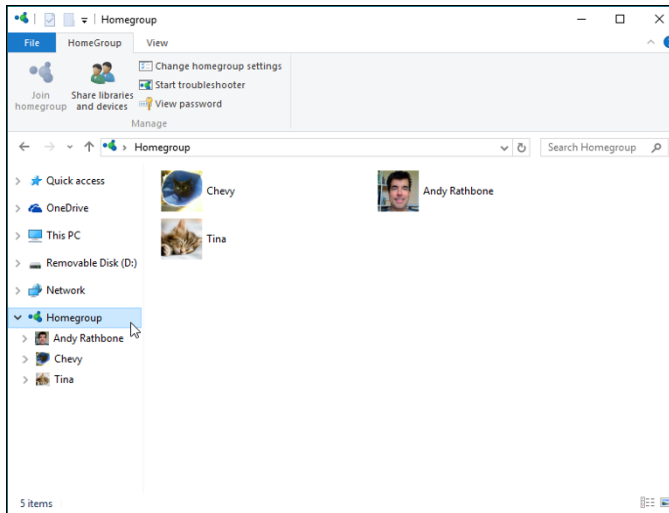 Homegroup
File HomeGroup View
Join homegroup
Share libraries and devices
Change homegroup settings
Start troubleshooter
View password
Manage
Homegroup
Search Homegroup
Quick access
OneDrive
This PC
Removable Disk (D:)
Network
Homegroup
Andy Rathbone
Chevy
Tina
Chevy
Andy Rathbone
Tina
5 items